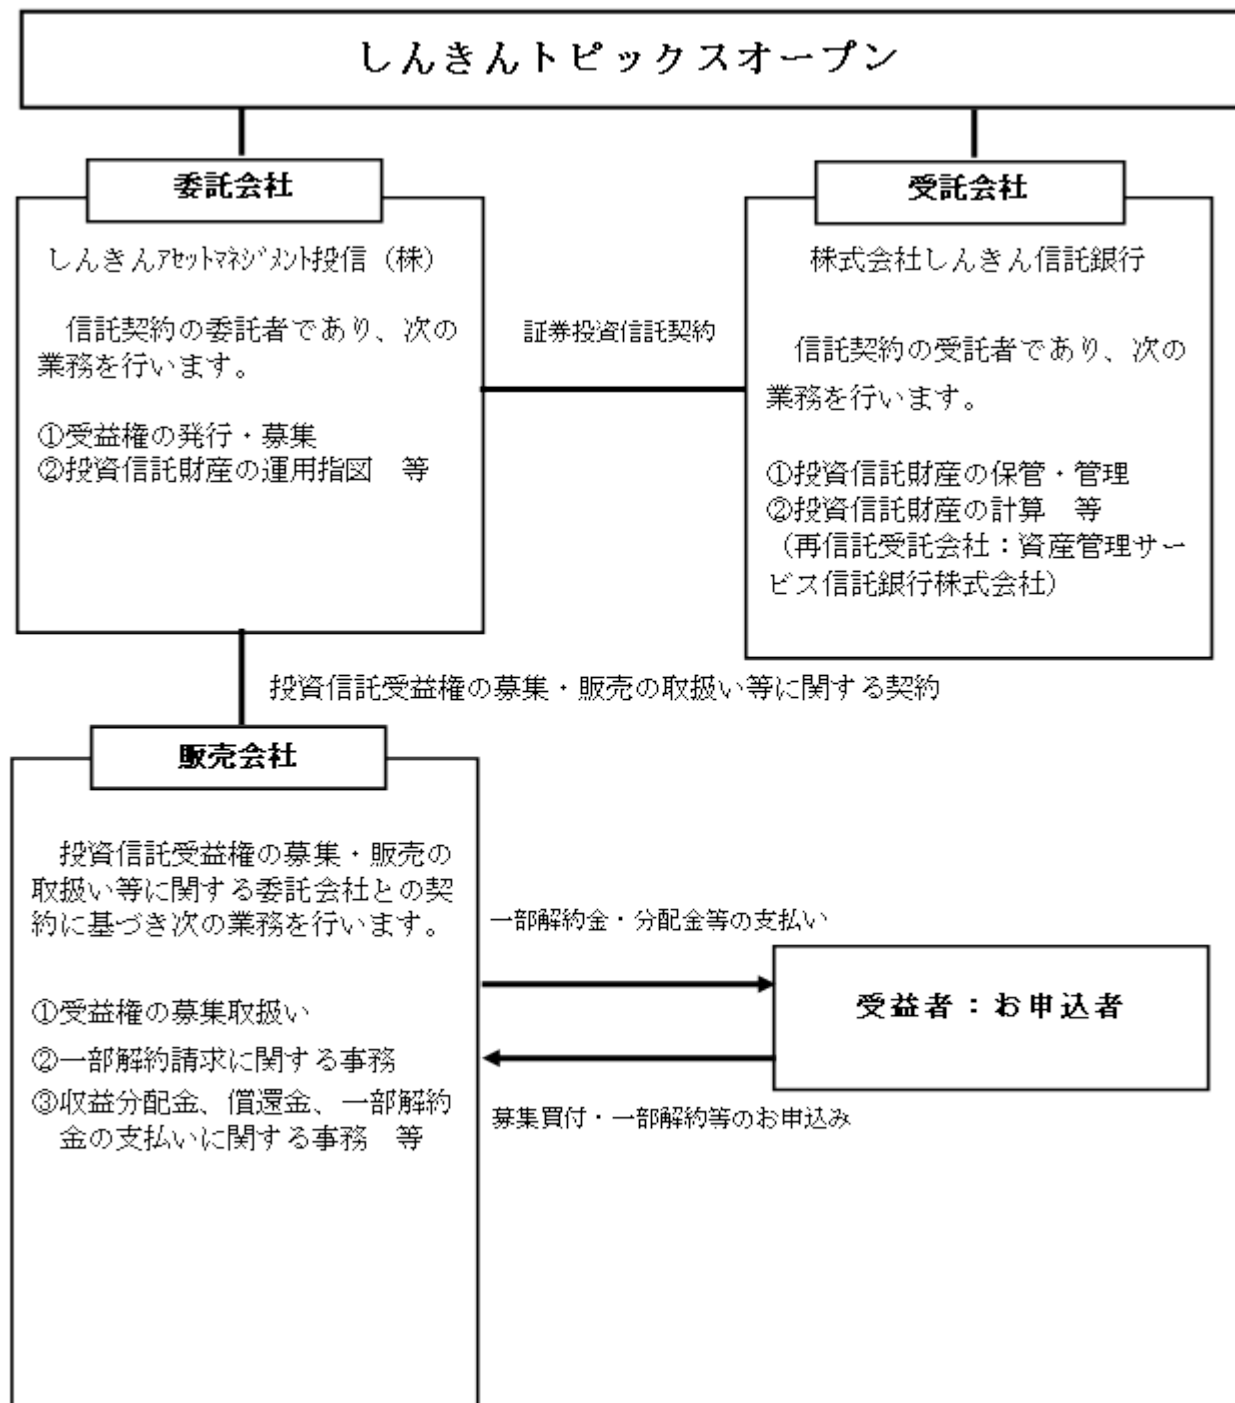 しんきんトピックスオープン
委託会社
しんきんｱｾｯﾄﾏﾈｼﾞﾒﾝﾄ投信（株）
信託契約の委託者であり、次の
業務を行います。
①受益権の発行・募集
②投資信託財産の運用指図　等
証券投資信託契約
受託会社
株式会社しんきん信託銀行
信託契約の受託者であり、次の
業務を行います。
①投資信託財産の保管・管理
②投資信託財産の計算　等
（再信託受託会社：資産管理サー
ビス信託銀行株式会社）
投資信託受益権の募集・販売の取扱い等に関する契約
販売会社
投資信託受益権の募集・販売の
取扱い等に関する委託会社との契
約に基づき次の業務を行います。
①受益権の募集取扱い
②一部解約請求に関する事務
③収益分配金、償還金、一部解約
金の支払いに関する事務　等
一部解約金・分配金等の支払い
受益者：お申込者
募集買付・一部解約等のお申込み